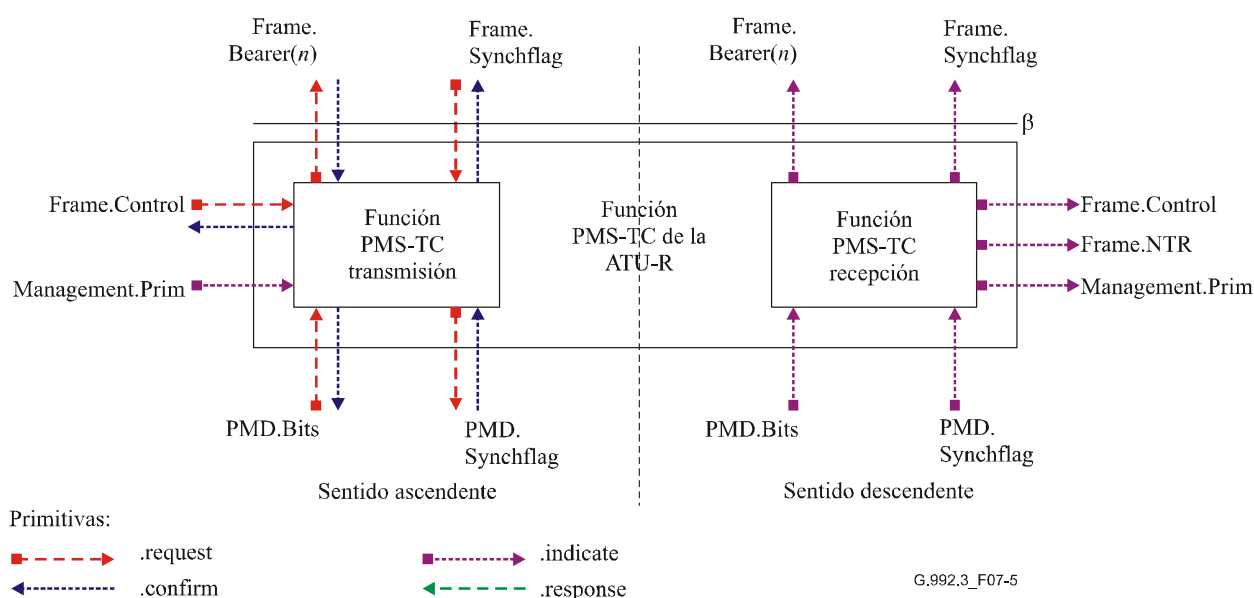 Frame.
Bearer(n)
Frame.
Synchflag
Frame.
Bearer(n)
Frame.
Synchflag
β
Frame.Control
Management.Prim
Función
PMS-TC
transmisión
Función
PMS-TC de la
ATU-R
Función
PMS-TC
recepción
Frame.Control
Frame.NTR
Management.Prim
PMD.Bits
PMD.
Synchflag
PMD.Bits
PMD.
Synchflag
Sentido ascendente
Sentido descendente
Primitivas:
.request
.indicate
.confirm
.response
G.992.3_F07-5